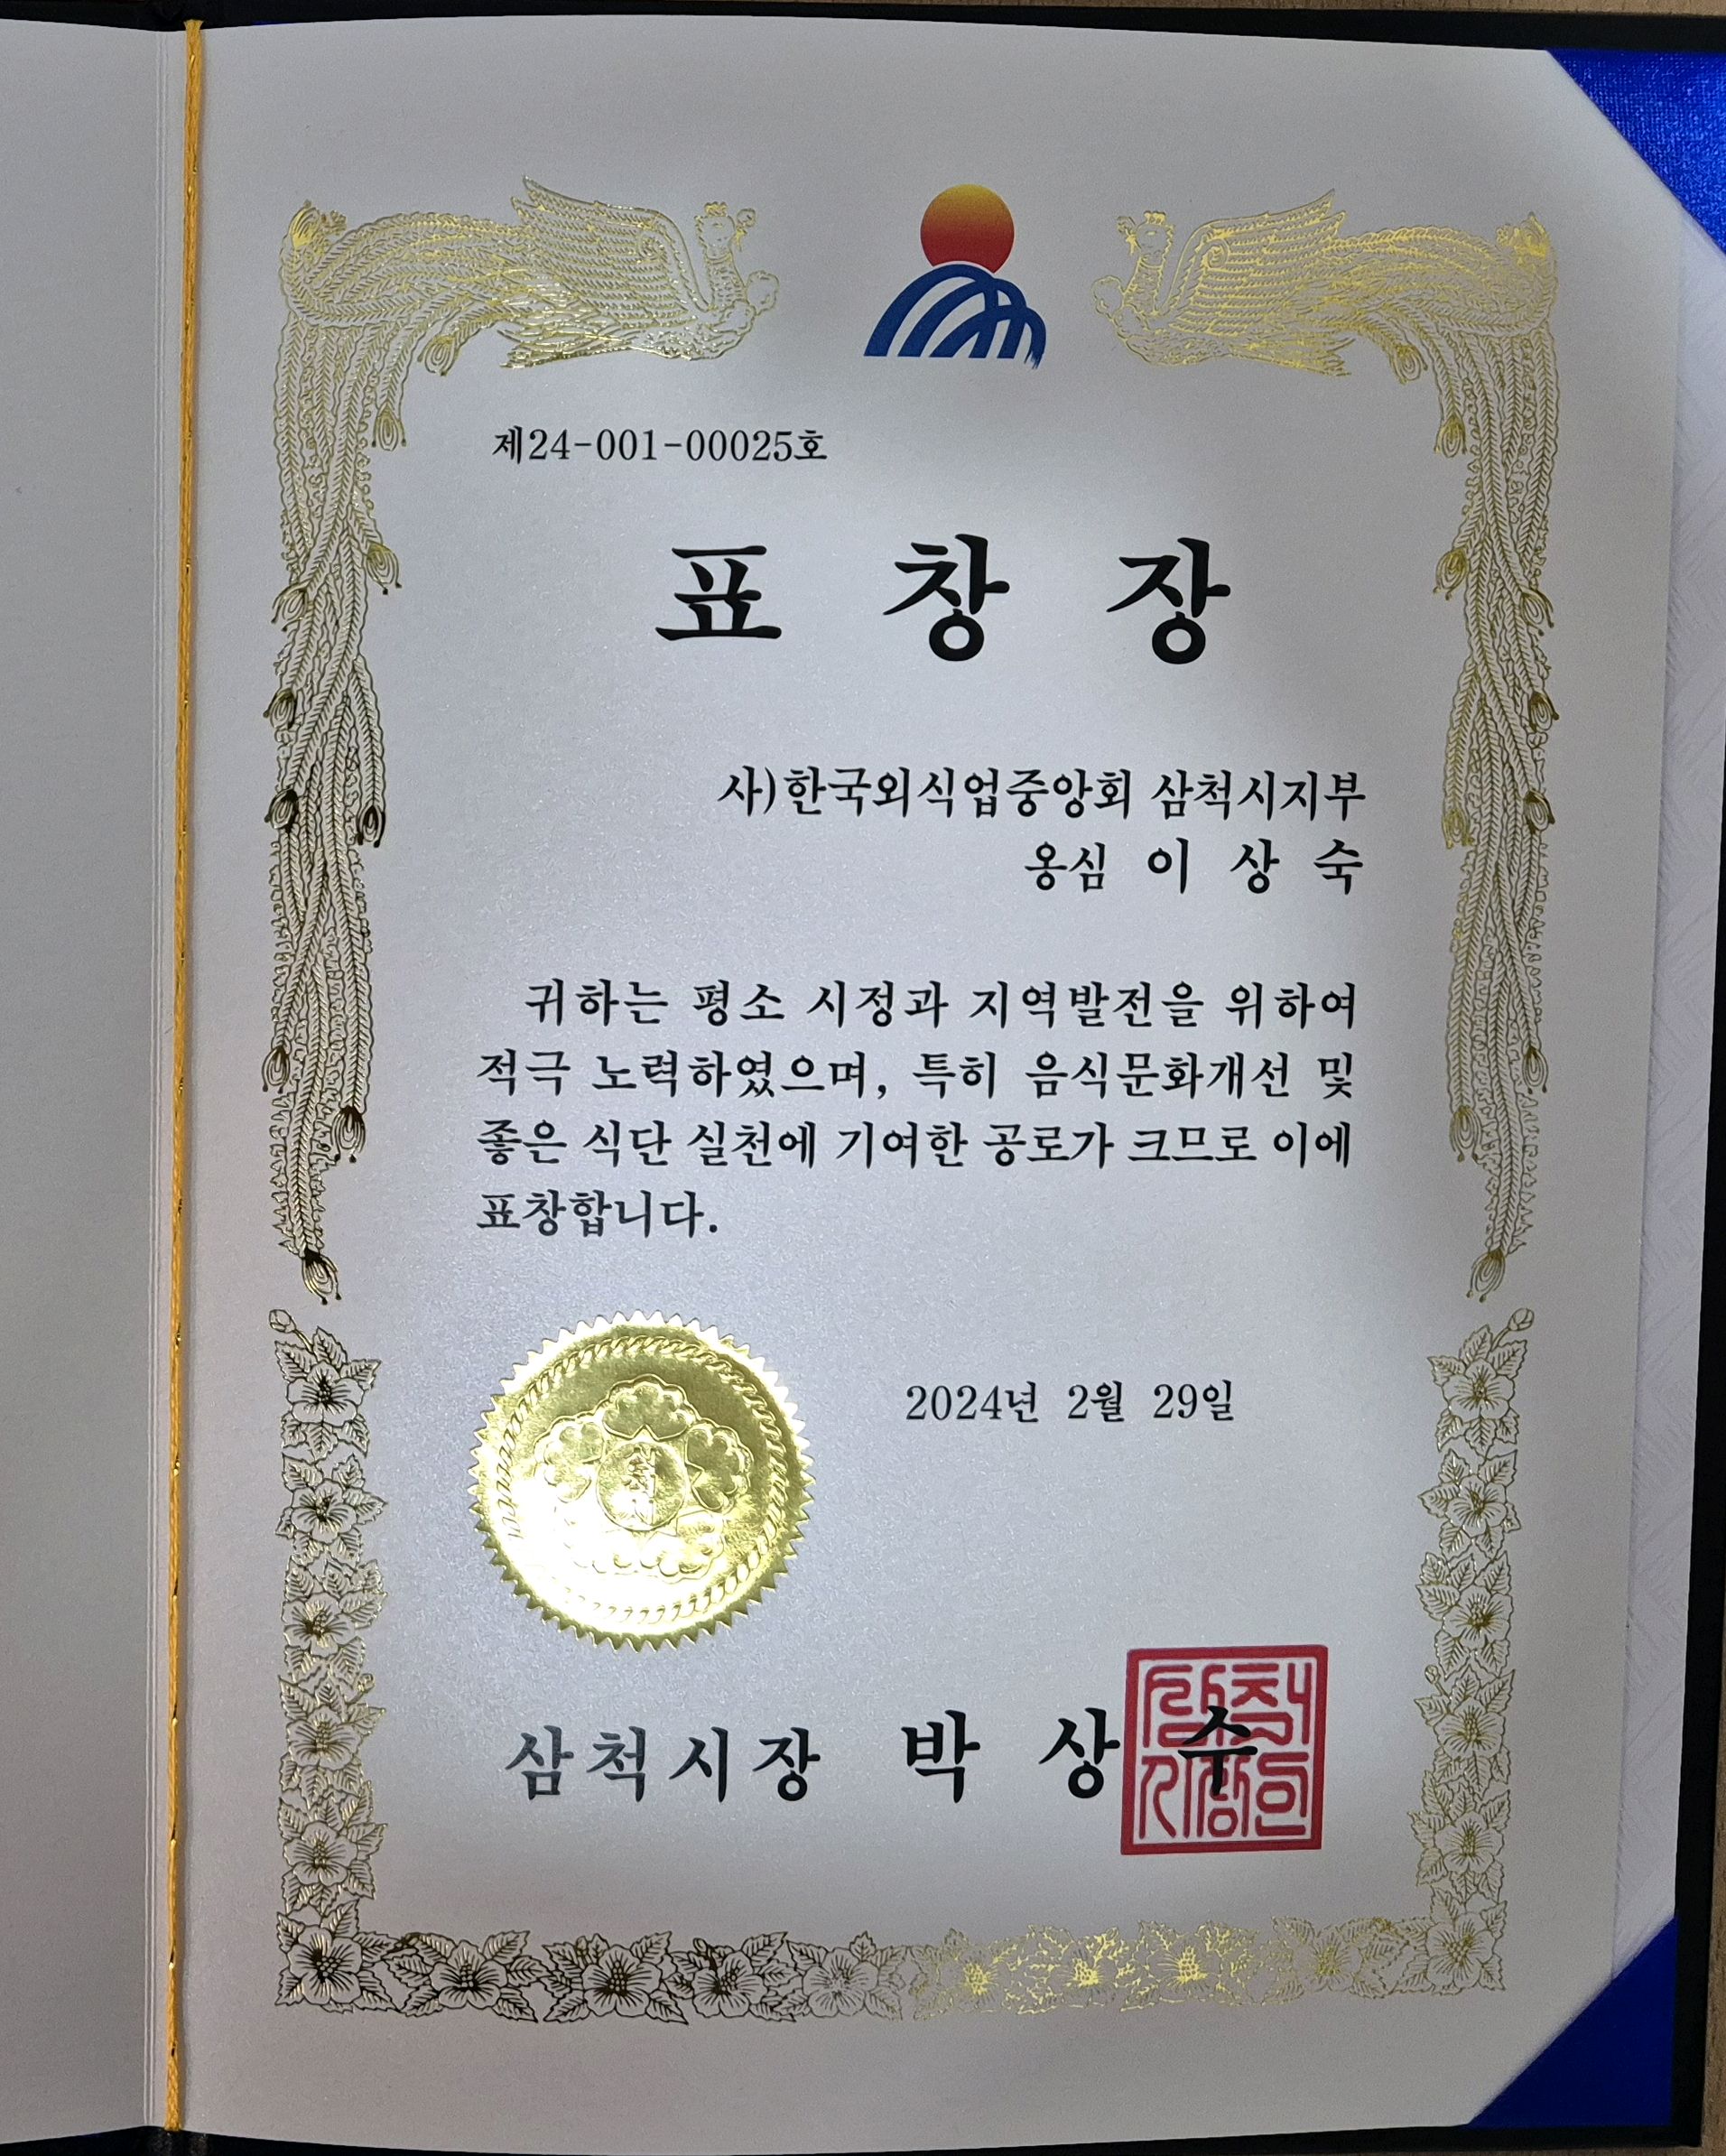 제24-001-00025호
표 창 장
사)한국외식업중앙회 삼척시지부
옹심 이 상 숙
귀하는 평소 시정과 지역발전을 위하여
적극 노력하였으며, 특히 음식문화개선 및
좋은 식단 실천에 기여한 공로가 크므로 이에
표창합니다.
2024년 2월 29일
삼척시장 박 상 수